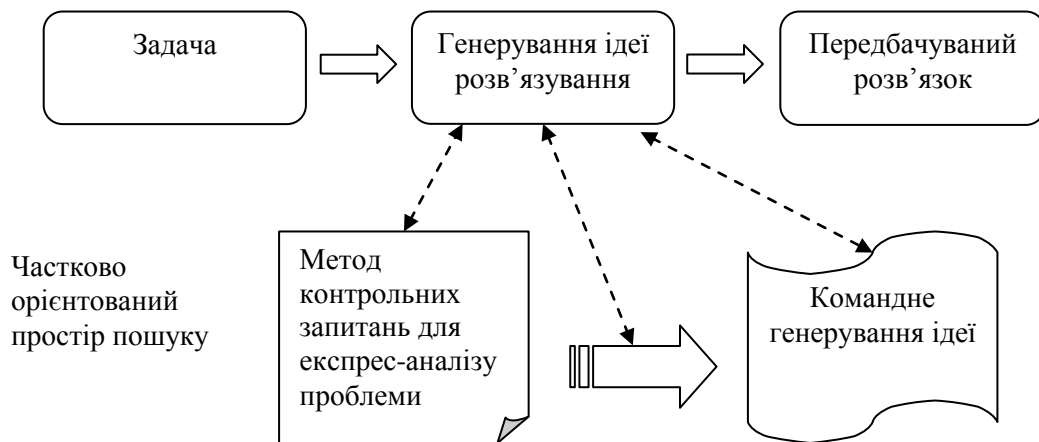 Задача
Генерування ідеї
розв’язування
Передбачуваний
розв’язок
Частково
орієнтований
простір пошуку
Метод
контрольних
запитань для
експрес-аналізу
проблеми
Командне
генерування ідеї